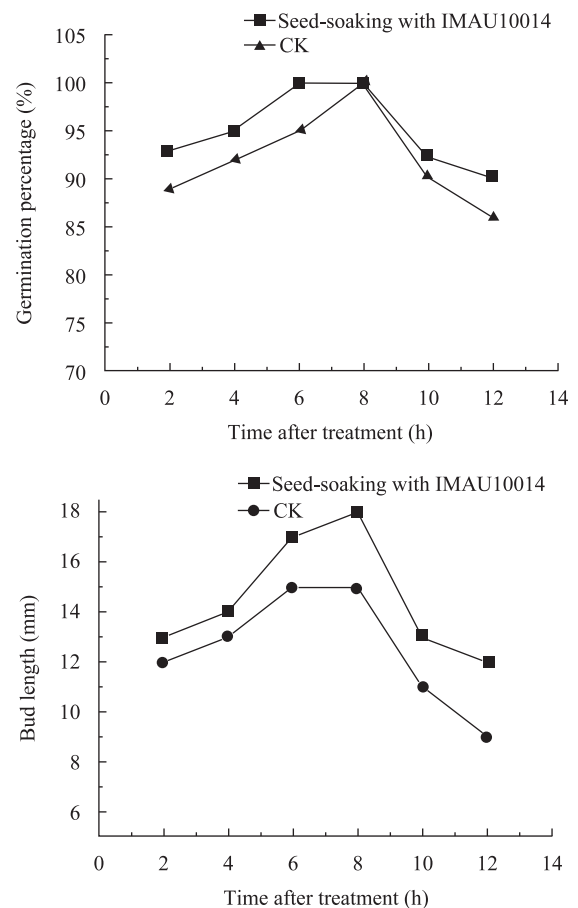 Seed-soaking with IMAU10014
CK
Germination percentage (%)
105
100
95
90
85
80
75
70
0 2 4 6 8 10 12 14
Time after treatment (h)
Seed-soaking with IMAU10014
CK
Bud length (mm)
18
16
14
12
10
8
6
0 2 4 6 8 10 12 14
Time after treatment (h)